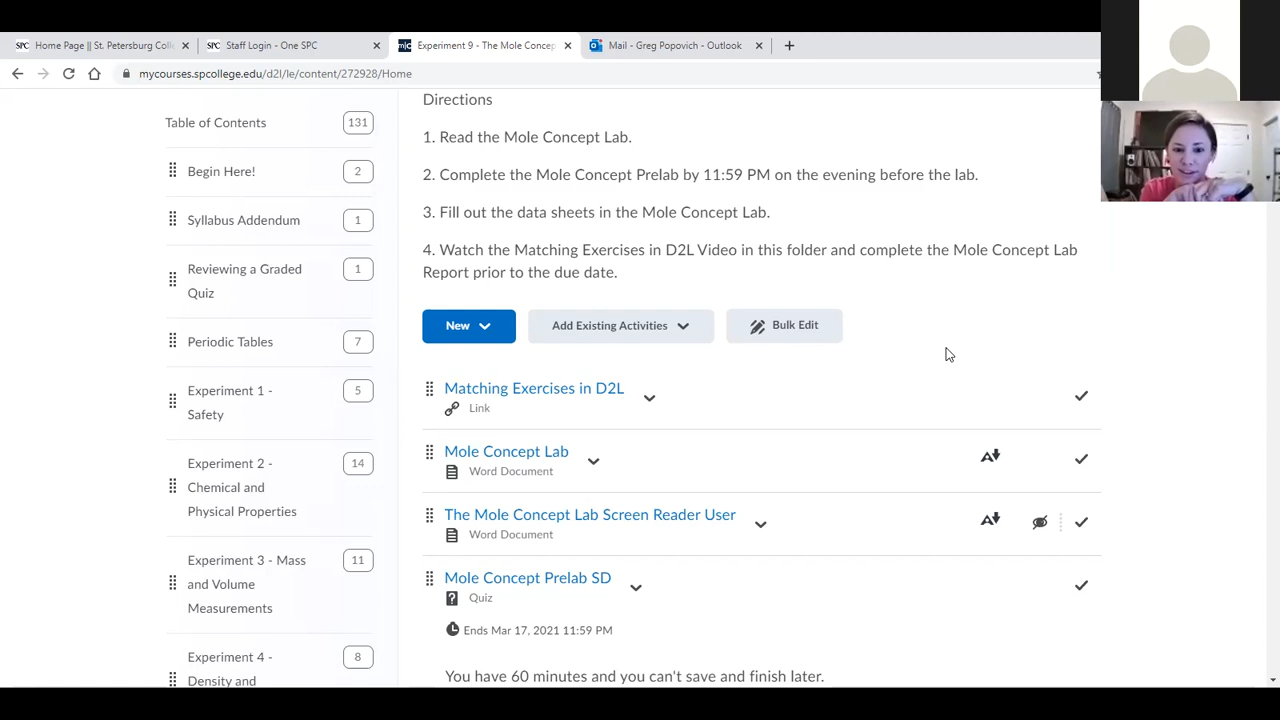 Home Page || St. Petersburg Coll
Staff Login - One SPC
Experiment 9 - The Mole Concep
Mail - Greg Popovich - Outlook
mycourses.spcollege.edu/d2l/le/content/272928/Home
Table of Contents 131
Begin Here! 2
Syllabus Addendum 1
Reviewing a Graded 1
Quiz
Periodic Tables 7
Experiment 1 - 5
Safety
Experiment 2 - 14
Chemical and
Physical Properties
Experiment 3 - Mass 11
and Volume
Measurements
Experiment 4 - 8
Density and
Directions
1. Read the Mole Concept Lab.
2. Complete the Mole Concept Prelab by 11:59 PM on the evening before the lab.
3. Fill out the data sheets in the Mole Concept Lab.
4. Watch the Matching Exercises in D2L Video in this folder and complete the Mole Concept Lab
Report prior to the due date.
New Add Existing Activities Bulk Edit
Matching Exercises in D2L
Link
Mole Concept Lab
Word Document
The Mole Concept Lab Screen Reader User
Word Document
Mole Concept Prelab SD
Quiz
Ends Mar 17, 2021 11:59 PM
You have 60 minutes and you can't save and finish later.